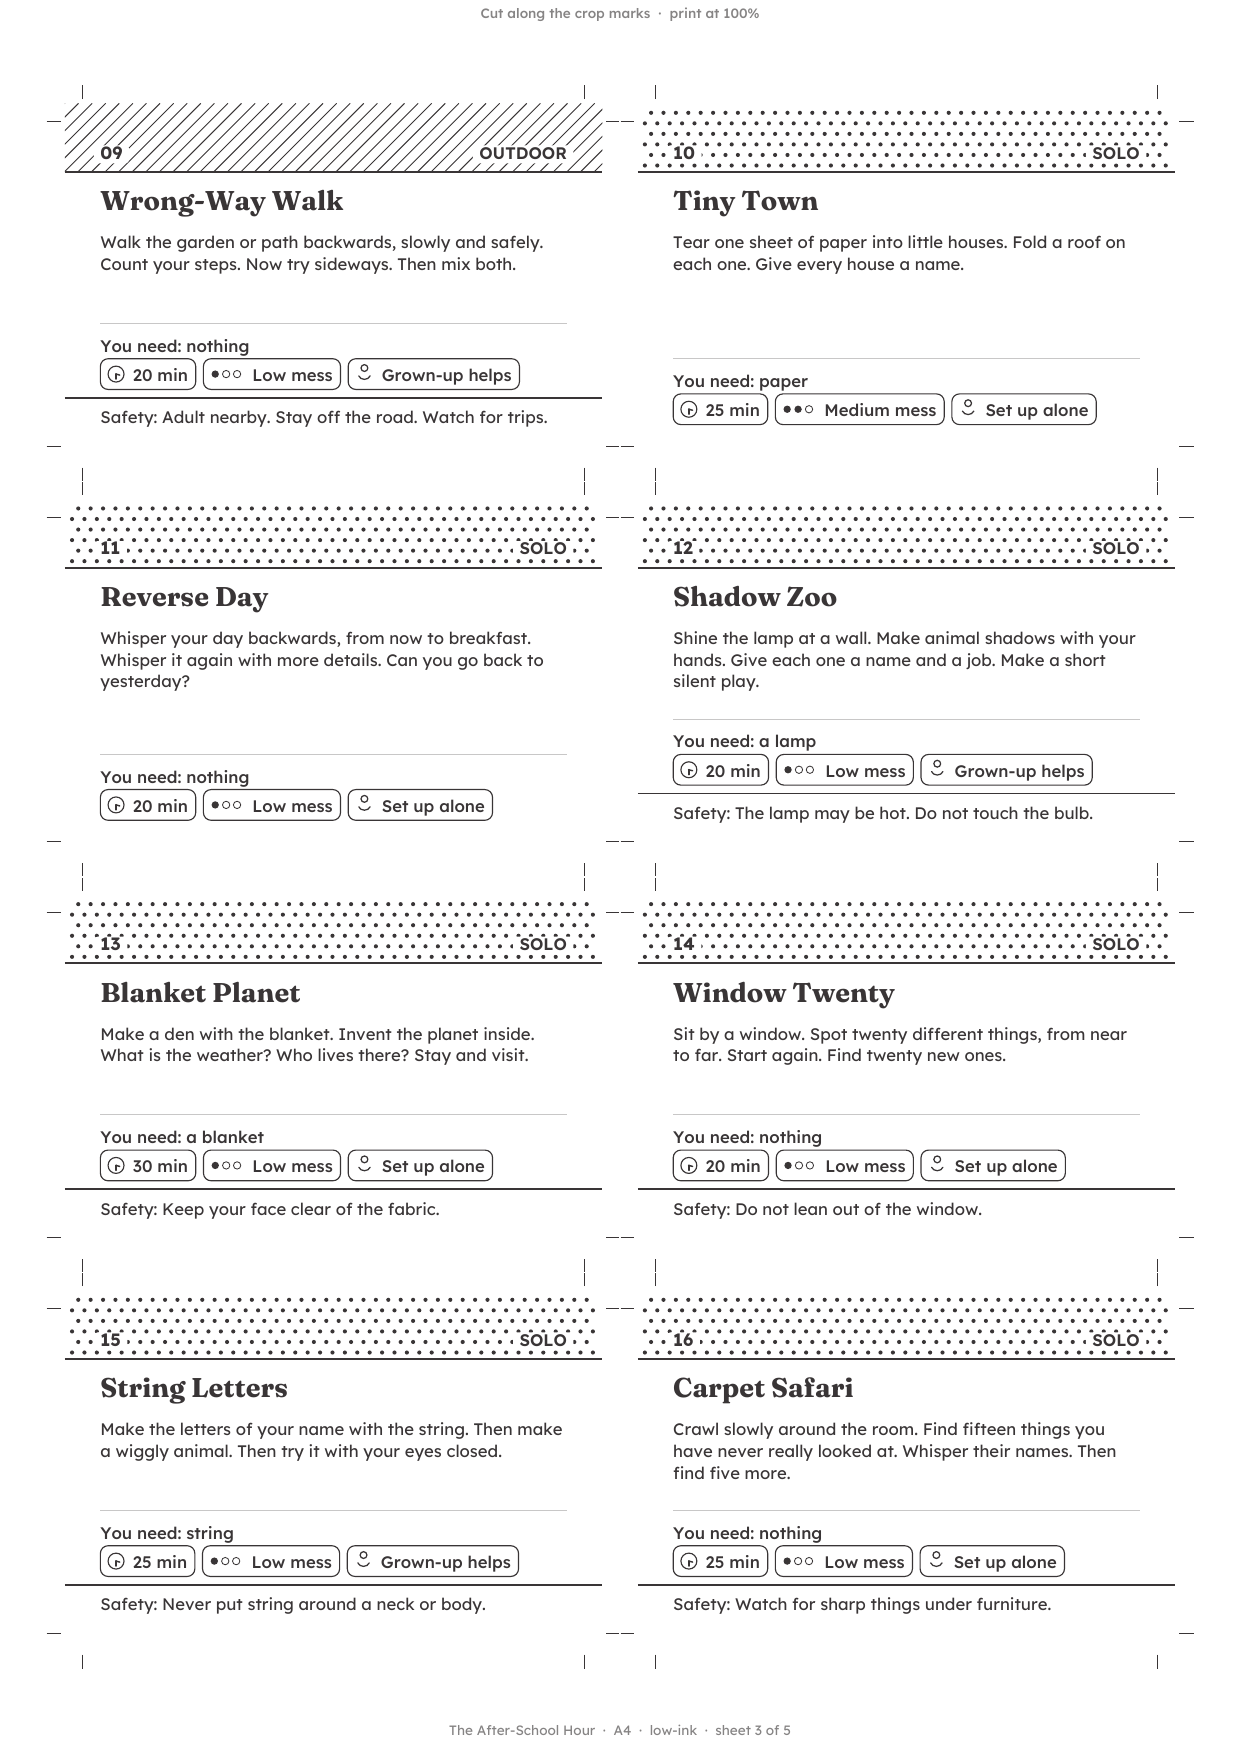 Cut along the crop marks · print at 100%
09
OUTDOOR
Wrong-Way Walk
Walk the garden or path backwards, slowly and safely.
Count your steps. Now try sideways. Then mix both.
You need: nothing
20 min
Low mess
Grown-up helps
Safety: Adult nearby. Stay off the road. Watch for trips.
10
SOLO
Tiny Town
Tear one sheet of paper into little houses. Fold a roof on
each one. Give every house a name.
You need: paper
25 min
Medium mess
Set up alone
11
SOLO
Reverse Day
Whisper your day backwards, from now to breakfast.
Whisper it again with more details. Can you go back to
yesterday?
You need: nothing
20 min
Low mess
Set up alone
12
SOLO
Shadow Zoo
Shine the lamp at a wall. Make animal shadows with your
hands. Give each one a name and a job. Make a short
silent play.
You need: a lamp
20 min
Low mess
Grown-up helps
Safety: The lamp may be hot. Do not touch the bulb.
13
SOLO
Blanket Planet
Make a den with the blanket. Invent the planet inside.
What is the weather? Who lives there? Stay and visit.
You need: a blanket
30 min
Low mess
Set up alone
Safety: Keep your face clear of the fabric.
14
SOLO
Window Twenty
Sit by a window. Spot twenty different things, from near
to far. Start again. Find twenty new ones.
You need: nothing
20 min
Low mess
Set up alone
Safety: Do not lean out of the window.
15
SOLO
String Letters
Make the letters of your name with the string. Then make
a wiggly animal. Then try it with your eyes closed.
You need: string
25 min
Low mess
Grown-up helps
Safety: Never put string around a neck or body.
16
SOLO
Carpet Safari
Crawl slowly around the room. Find fifteen things you
have never really looked at. Whisper their names. Then
find five more.
You need: nothing
25 min
Low mess
Set up alone
Safety: Watch for sharp things under furniture.
The After-School Hour · A4 · low-ink · sheet 3 of 5